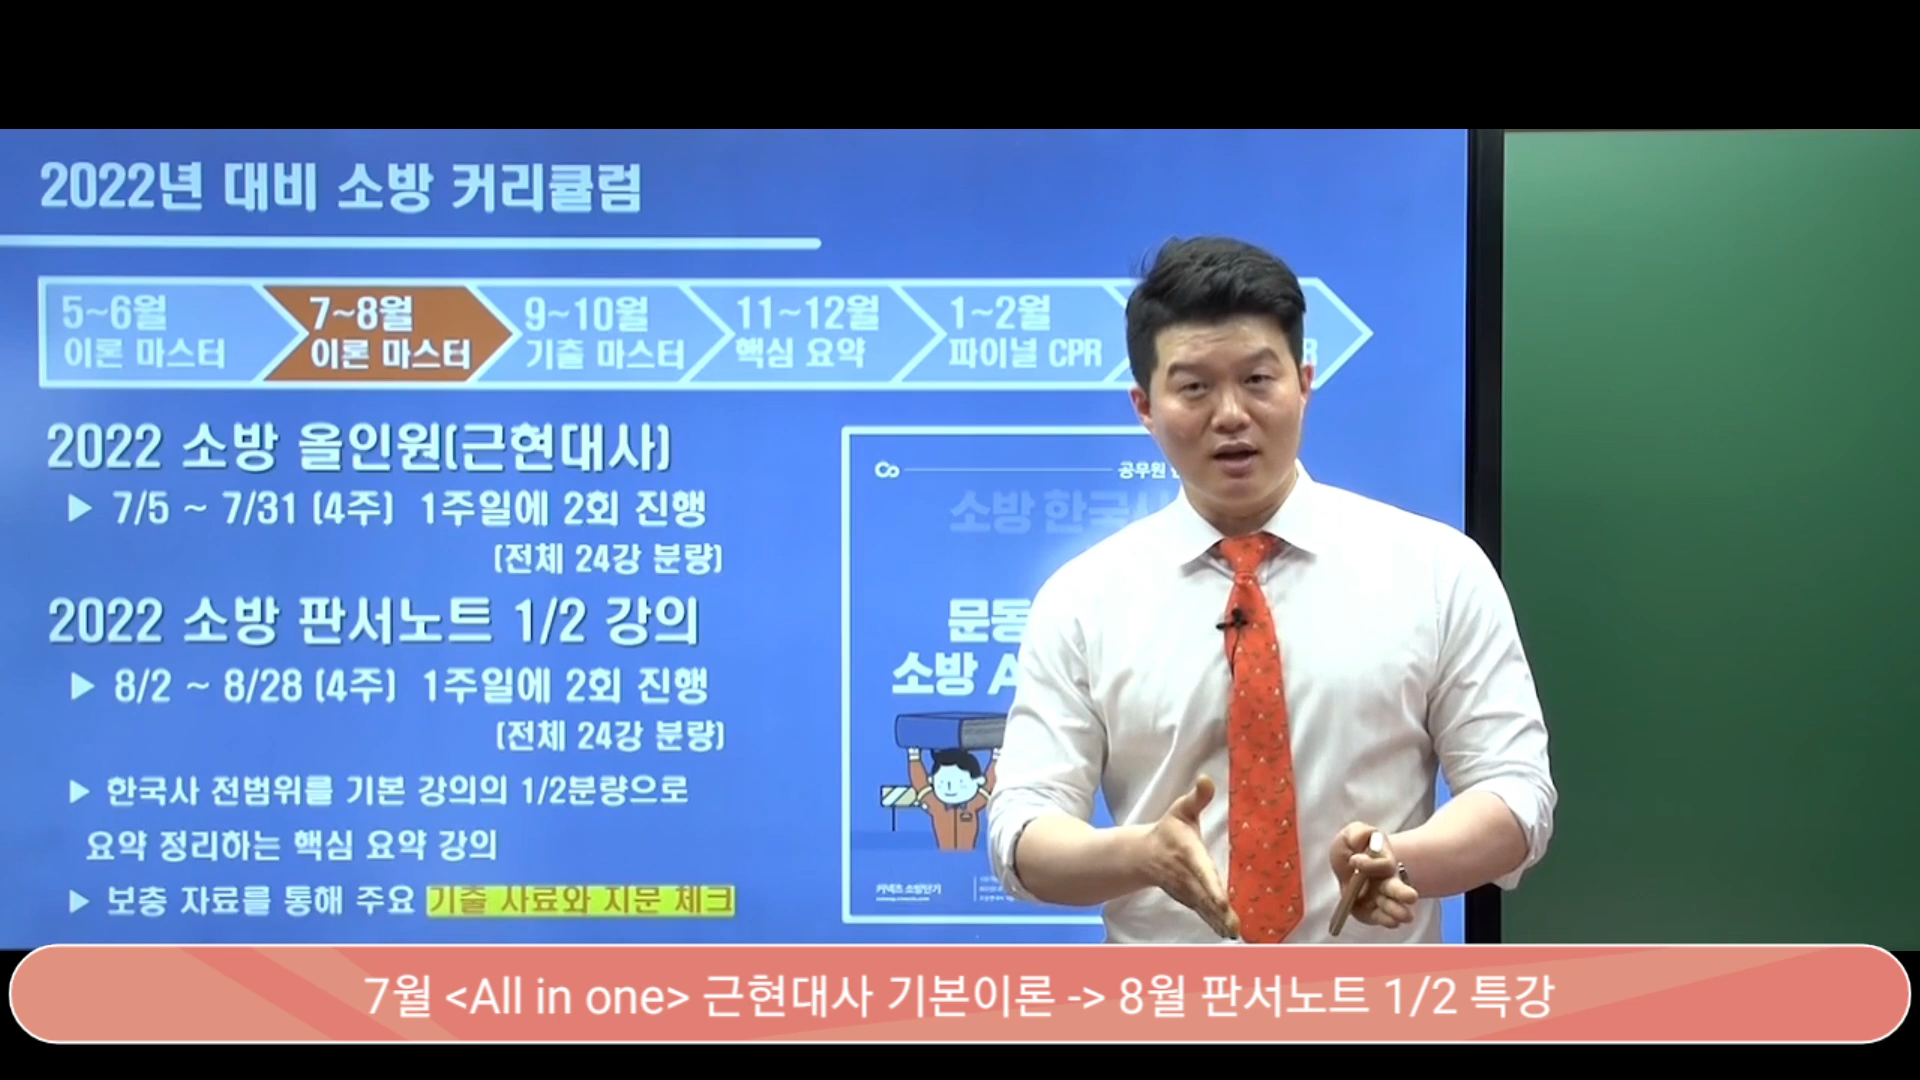 2022년 대비 소방 커리큘럼
5~6월
이론 마스터
7~8월
이론 마스터
9~10월
기출 마스터
11~12월
핵심 요약
1~2월
파이널 CPR
R
2022 소방 올인원(근현대사)
▶ 7/5 ~ 7/31 (4주) 1주일에 2회 진행
(전체 24강 분량)
2022 소방 판서노트 1/2 강의
▶ 8/2 ~ 8/28 (4주) 1주일에 2회 진행
(전체 24강 분량)
▶ 한국사 전범위를 기본 강의의 1/2분량으로
요약 정리하는 핵심 요약 강의
▶ 보충 자료를 통해 주요 기출 사료와 지문 체크
공무원
소방 한국사
문동
소방 A
커넥츠 소방단기
7월 <All in one> 근현대사 기본이론 -> 8월 판서노트 1/2 특강